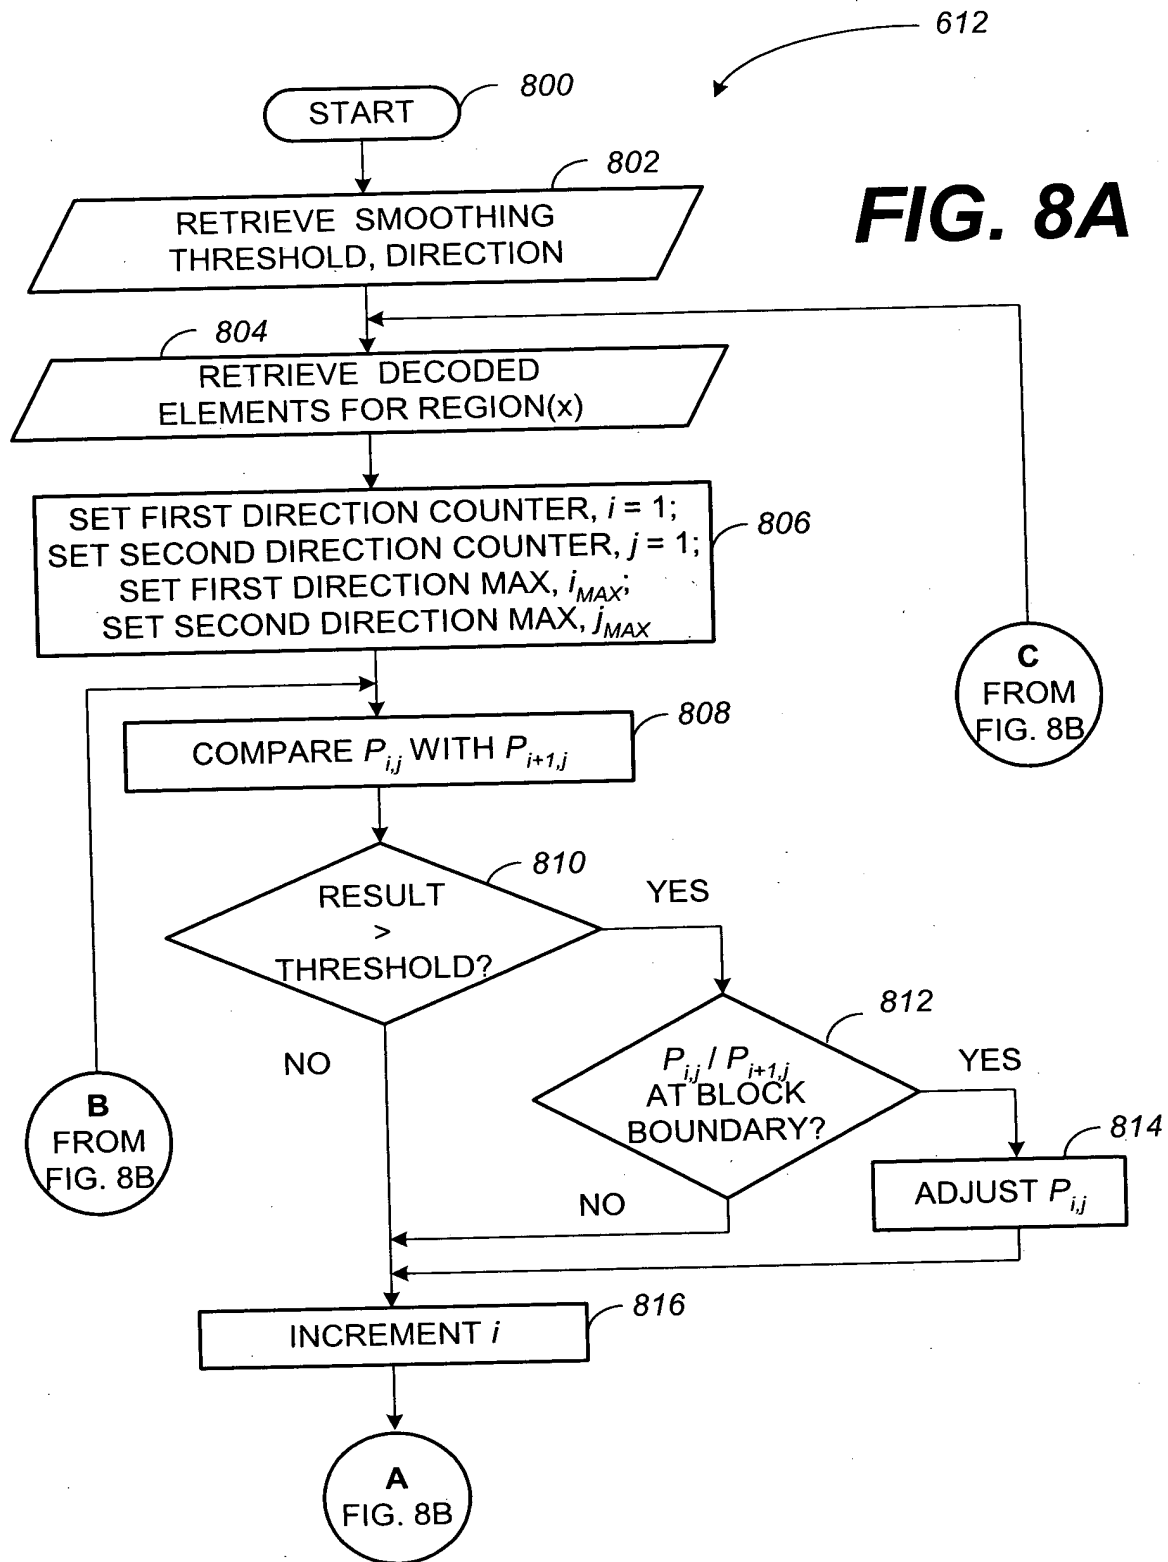 612
START
800
802
RETRIEVE SMOOTHING
THRESHOLD, DIRECTION
FIG. 8A
804
RETRIEVE DECODED
ELEMENTS FOR REGION(x)
SET FIRST DIRECTION COUNTER, i = 1;
SET SECOND DIRECTION COUNTER, j = 1;
SET FIRST DIRECTION MAX, iMAX;
SET SECOND DIRECTION MAX, jMAX
806
C
FROM
FIG. 8B
808
COMPARE Pi,j WITH Pi+1,j
810
RESULT
>
THRESHOLD?
YES
NO
812
Pi,j / Pi+1,j
AT BLOCK
BOUNDARY?
YES
NO
B
FROM
FIG. 8B
814
ADJUST Pi,j
816
INCREMENT i
A
FIG. 8B